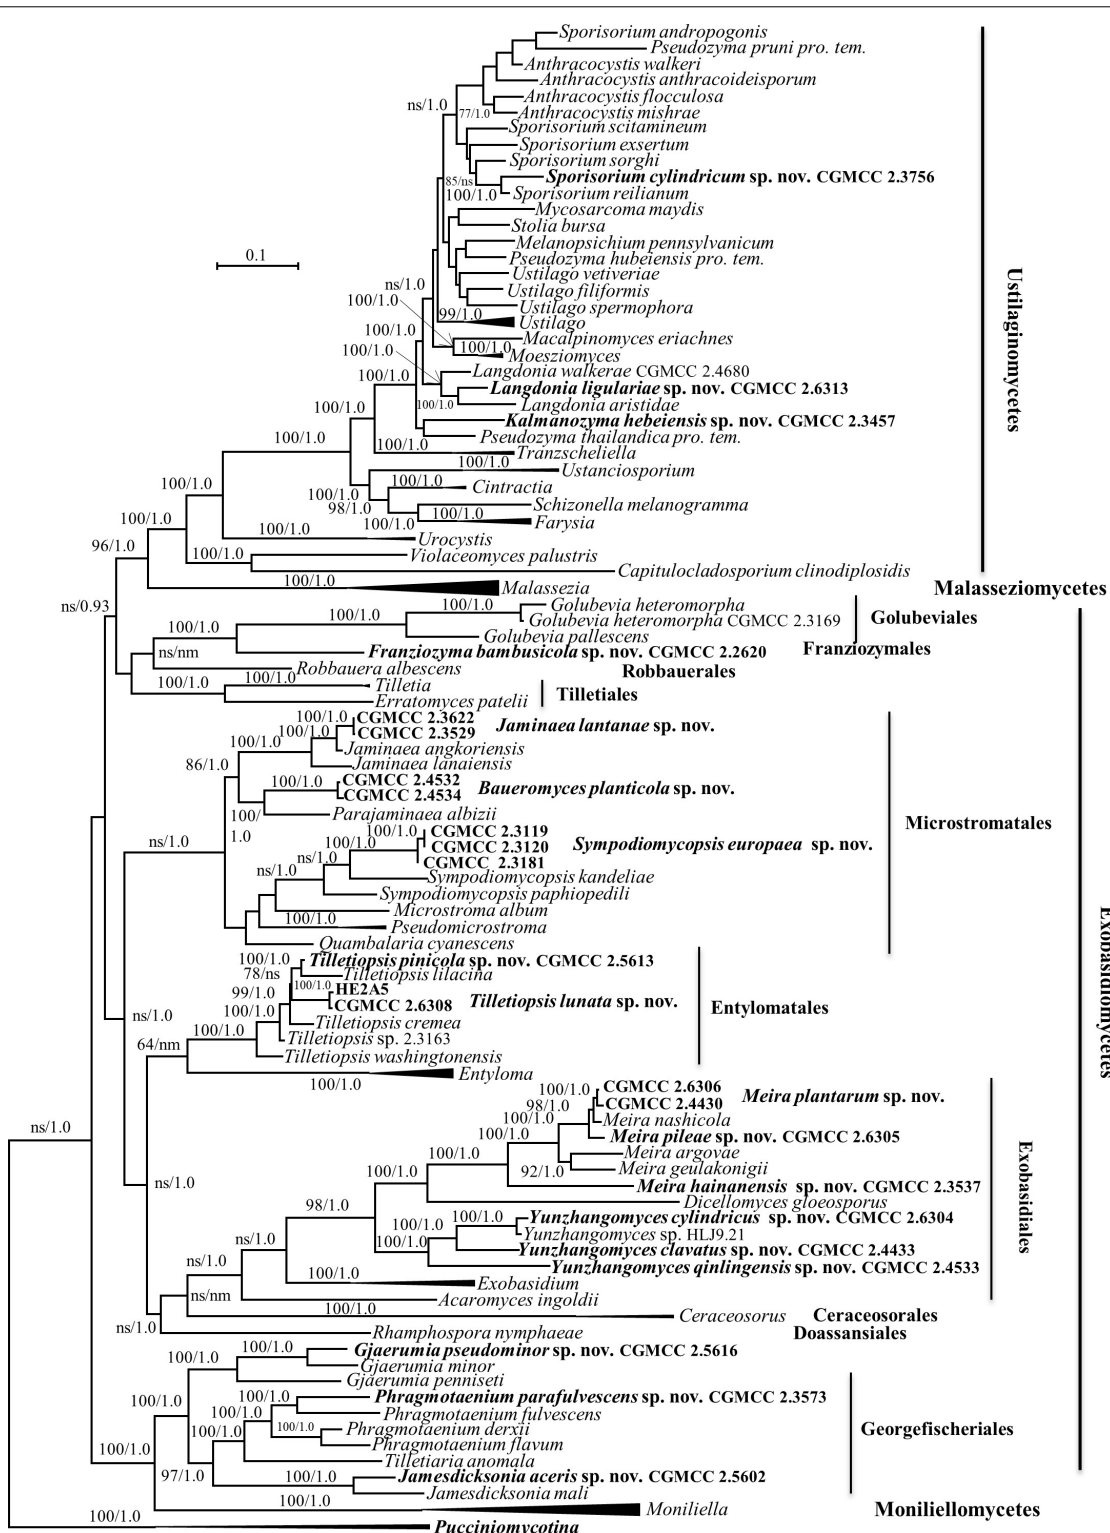 Sporisorium andropogonis
Pseudozyma pruni pro. tem.
Anthracocystis walkeri
Anthracocystis anthracoideisporum
Anthracocystis flocculosa
ns/1.0
77/1.0
Anthracocystis mishrae
Sporisorium scitamineum
Sporisorium exsertum
Sporisorium sorghi
85/ns
Sporisorium cylindricum sp. nov. CGMCC 2.3756
100/1.0
Sporisorium reilianum
Mycosarcoma maydis
Stolia bursa
Melanopsichium pennsylvanicum
0.1
Pseudozyma hubeiensis pro. tem.
Ustilago vetiveriae
ns/1.0
Ustilago filiformis
100/1.0
Ustilago spermophora
99/1.0
Ustilago
100/1.0
Macalpinomyces eriachnes
100/1.0
100/1.0
Moesziomyces
Langdonia walkerae CGMCC 2.4680
100/1.0
Langdonia ligulariae sp. nov. CGMCC 2.6313
100/1.0
Langdonia aristidae
100/1.0
Kalmanozyma hebeiensis sp. nov. CGMCC 2.3457
Pseudozyma thailandica pro. tem.
100/1.0
100/1.0
Tranzscheliella
100/1.0
Ustanciosporium
100/1.0
Cintractia
100/1.0
100/1.0
98/1.0
Schizonella melanogramma
100/1.0
100/1.0
Farysia
100/1.0
100/1.0
Urocystis
96/1.0
100/1.0
Violaceomyces palustris
Capitulocladosporium clinodiplosidis
100/1.0
Malassezia
Ustilaginomycetes
Malasseziomycetes
ns/0.93
100/1.0
Golubevia heteromorpha
100/1.0
100/1.0
Golubevia heteromorpha CGMCC 2.3169
Golubevia pallescens
Golubeviales
ns/nm
Franziozyma bambusicola sp. nov. CGMCC 2.2620
Franziozymales
Robbauera albescens
Robbauerales
100/1.0
100/1.0
Tilletia
Erratomyces patelii
Tilletiales
100/1.0
CGMCC 2.3622
Jaminaea lantanae sp. nov.
100/1.0
CGMCC 2.3529
100/1.0
Jaminaea angkoriensis
86/1.0
Jaminaea lanaiensis
100/1.0
CGMCC 2.4532
Baueromyces planticola sp. nov.
CGMCC 2.4534
100/
1.0
Parajaminaea albizii
ns/1.0
100/1.0
CGMCC 2.3119
100/1.0
CGMCC 2.3120
Sympodiomycopsis europaea sp. nov.
ns/1.0
CGMCC 2.3181
ns/1.0
Sympodiomycopsis kandeliae
Sympodiomycopsis paphiopedili
Microstroma album
100/1.0
Pseudomicrostroma
Quambalaria cyanescens
Microstromatales
100/1.0
Tilletiopsis pinicola sp. nov. CGMCC 2.5613
78/ns
Tilletiopsis lilacina
99/1.0
100/1.0
HE2A5
Tilletiopsis lunata sp. nov.
CGMCC 2.6308
100/1.0
ns/1.0
Tilletiopsis cremea
100/1.0
Tilletiopsis sp. 2.3163
64/nm
Tilletiopsis washingtonensis
Entyloma
100/1.0
Entylomatales
100/1.0
CGMCC 2.6306
Meira plantarum sp. nov.
98/1.0
CGMCC 2.4430
100/1.0
Meira nashicola
ns/1.0
100/1.0
Meira pileae sp. nov. CGMCC 2.6305
100/1.0
Meira argovae
100/1.0
92/1.0
Meira geulakonigii
ns/1.0
Meira hainanensis sp. nov. CGMCC 2.3537
98/1.0
Dicellomyces gloeosporus
100/1.0
100/1.0
Yunzhangomyces cylindricus sp. nov. CGMCC 2.6304
ns/1.0
100/1.0
Yunzhangomyces sp. HLJ9.21
Yunzhangomyces clavatus sp. nov. CGMCC 2.4433
ns/1.0
100/1.0
Yunzhangomyces qinlingensis sp. nov. CGMCC 2.4533
Exobasidium
ns/nm
Acaromyces ingoldii
Exobasidiales
100/1.0
Ceraceosorus
Ceraceosorales
ns/1.0
Rhamphospora nymphaeae
Doassansiales
Exobasidiomycetes
100/1.0
100/1.0
Gjaerumia pseudominor sp. nov. CGMCC 2.5616
Gjaerumia minor
Gjaerumia penniseti
100/1.0
100/1.0
Phragmotaenium parafulvescens sp. nov. CGMCC 2.3573
100/1.0
Phragmotaenium fulvescens
100/1.0
100/1.0
Phragmotaenium derxii
100/1.0
Phragmotaenium flavum
Tilletiaria anomala
97/1.0
100/1.0
Jamesdicksonia aceris sp. nov. CGMCC 2.5602
Jamesdicksonia mali
Georgefischeriales
100/1.0
Moniliella
Moniliellomycetes
100/1.0
Pucciniomycotina